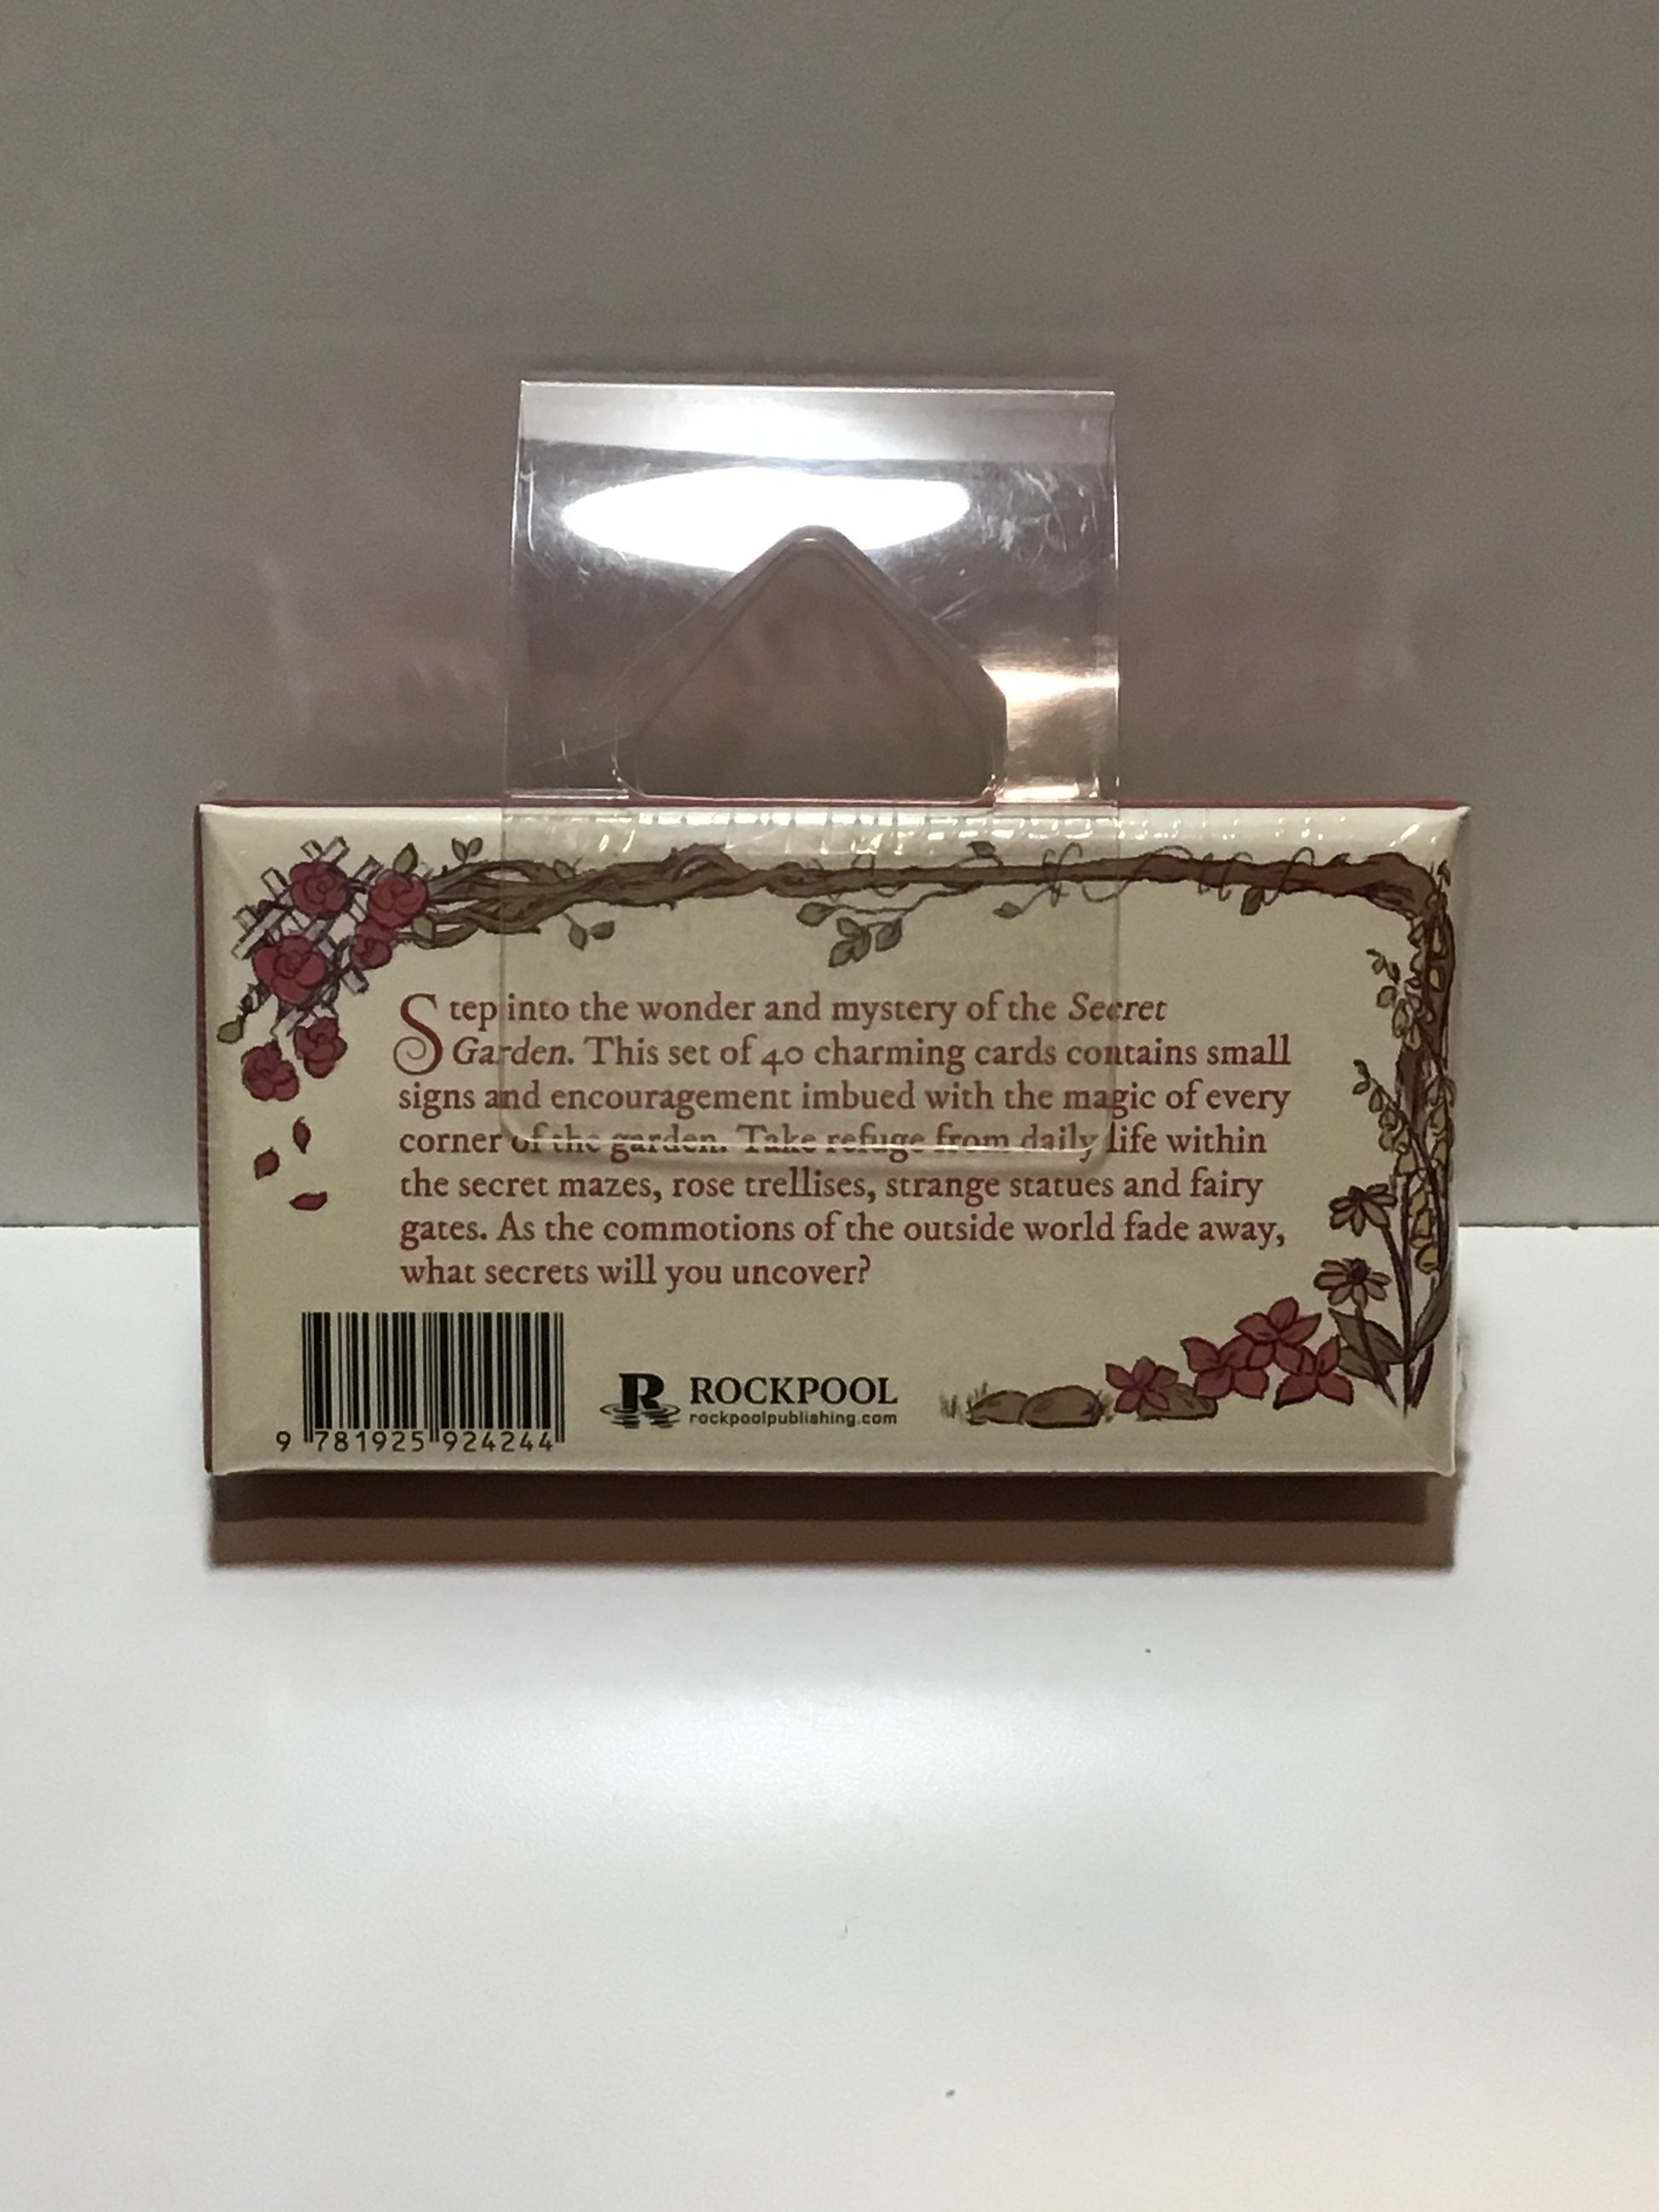 Step into the wonder and mystery of the Secret
Garden. This set of 40 charming cards contains small
signs and encouragement imbued with the magic of every
corner of the garden. Take refuge from daily life within
the secret mazes, rose trellises, strange statues and fairy
gates. As the commotions of the outside world fade away,
what secrets will you uncover?
R ROCKPOOL
rockpoolpublishing.com
9 781925 924244